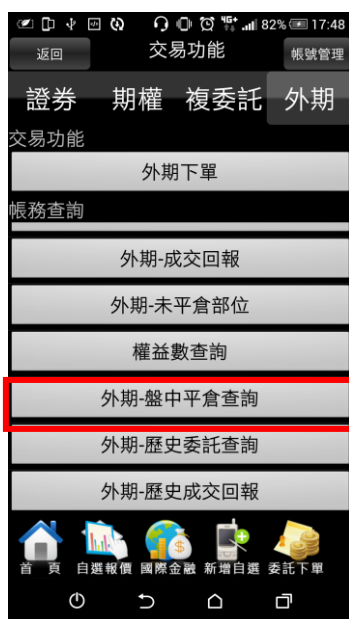 4G+ 82% 17:48
返回 交易功能 帳號管理
證券 期權 複委託 外期
交易功能
外期下單
帳務查詢
外期-成交回報
外期-未平倉部位
權益數查詢
外期-盤中平倉查詢
外期-歷史委託查詢
外期-歷史成交回報
首 頁 自選報價 國際金融 新增自選 委託下單